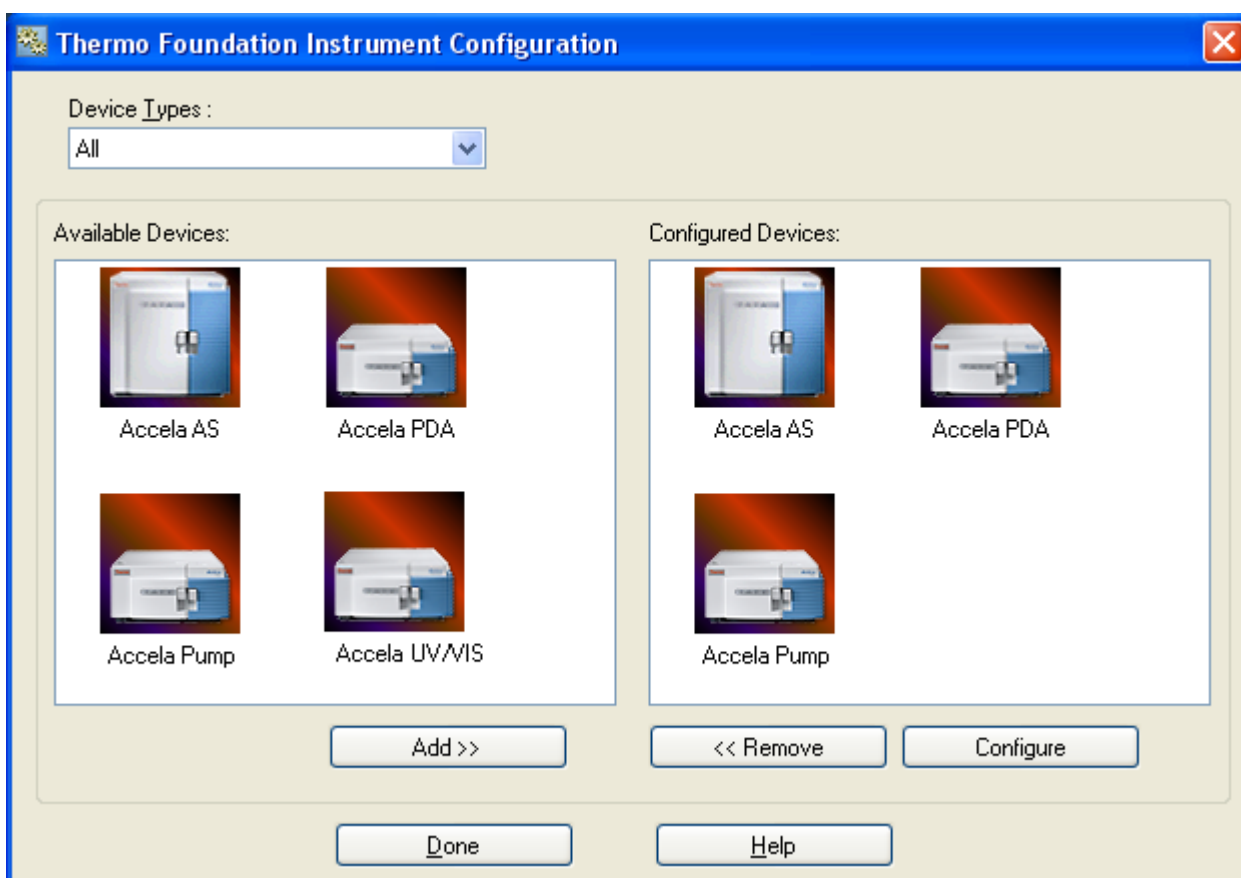 Thermo Foundation Instrument Configuration
Device Types :
All
Available Devices:
Configured Devices:
Accela AS
Accela PDA
Accela AS
Accela PDA
Accela Pump
Accela UV/VIS
Accela Pump
Add >>
<< Remove
Configure
Done
Help